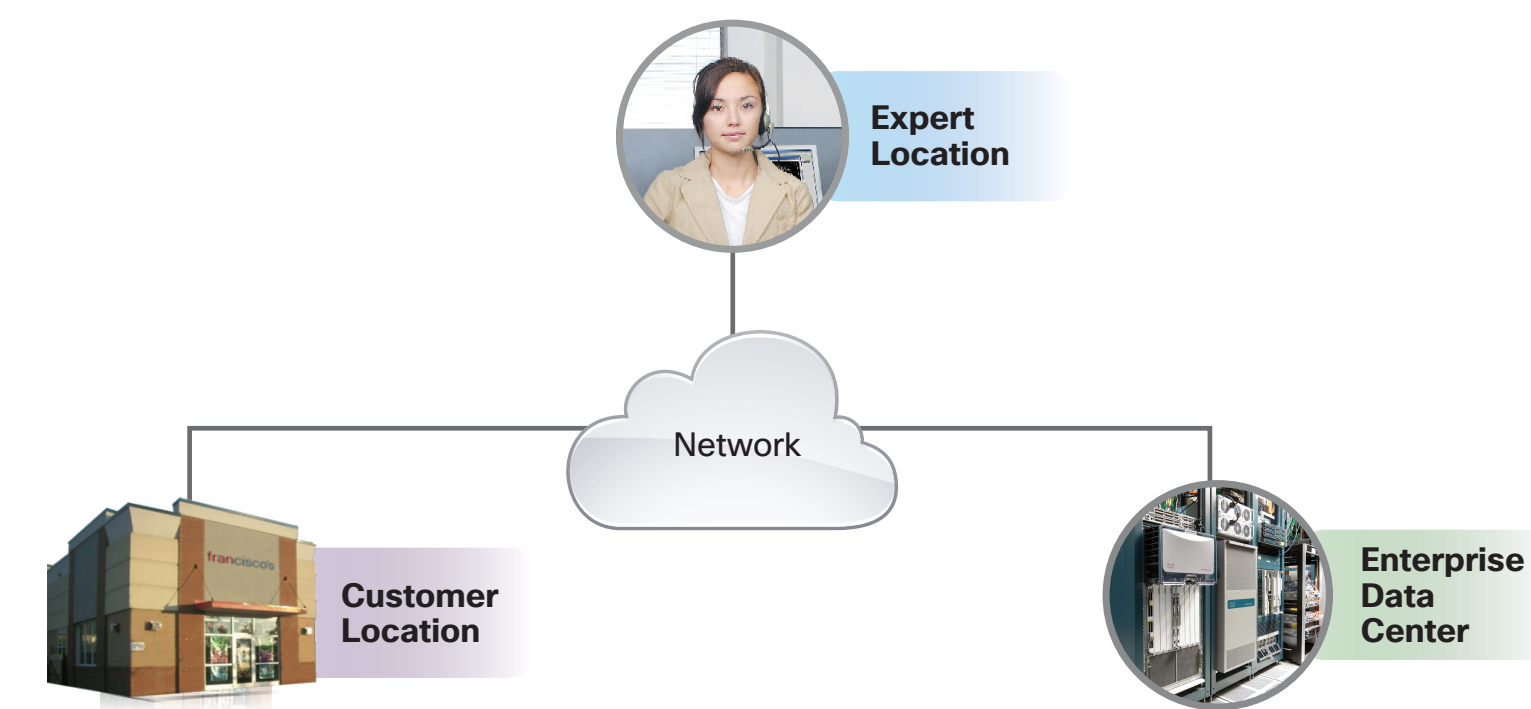 Expert
Location
Network
francisco's
Customer
Location
Enterprise
Data
Center